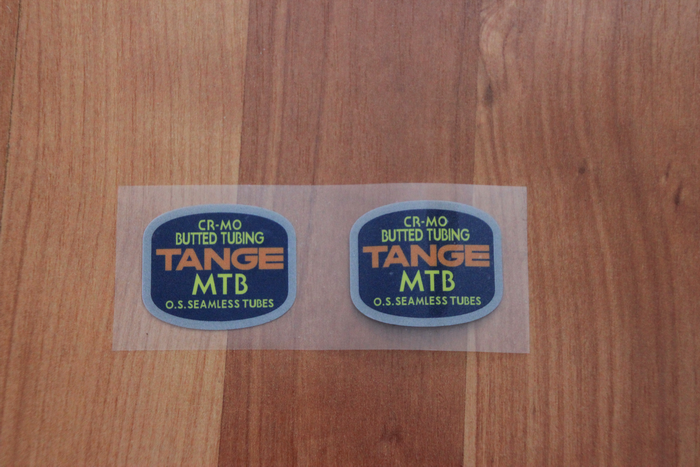 CR-MO
BUTTED TUBING
TANGE
MTB
O.S.SEAMLESS TUBES
CR-MO
BUTTED TUBING
TANGE
MTB
O.S.SEAMLESS TUBES